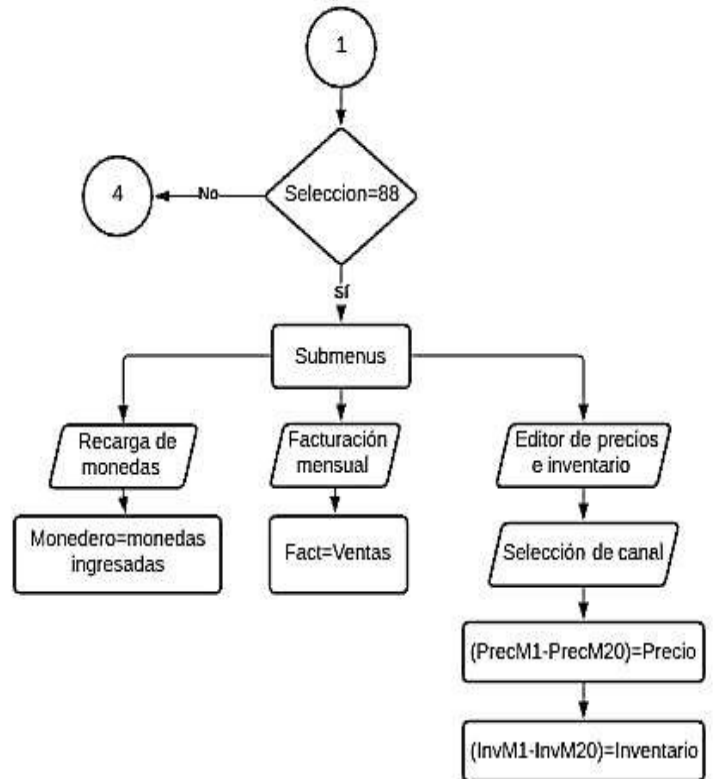 1
Seleccion=88
No
4
sí
Submenus
Recarga de
monedas
Facturación
mensual
Editor de precios
e inventario
Monedero=monedas
ingresadas
Fact=Ventas
Selección de canal
(PrecM1-PrecM20)=Precio
(InvM1-InvM20)=Inventario